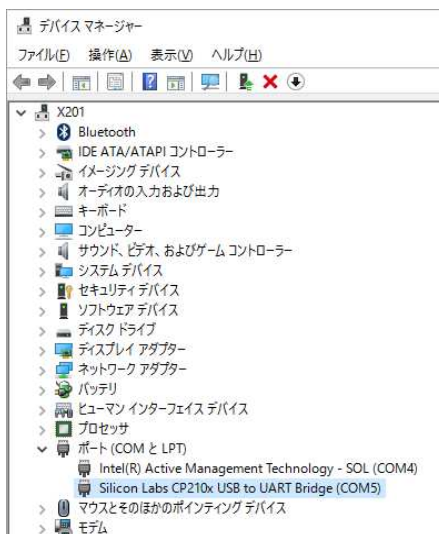 デバイス マネージャー
ファイル(F) 操作(A) 表示(V) ヘルプ(H)
X201
Bluetooth
IDE ATA/ATAPI コントローラー
イメージング デバイス
オーディオの入力および出力
キーボード
コンピューター
サウンド、ビデオ、およびゲーム コントローラー
システム デバイス
セキュリティ デバイス
ソフトウェア デバイス
ディスク ドライブ
ディスプレイ アダプター
ネットワーク アダプター
バッテリ
ヒューマン インターフェイス デバイス
プロセッサ
ポート (COM と LPT)
Intel(R) Active Management Technology - SOL (COM4)
Silicon Labs CP210x USB to UART Bridge (COM5)
マウスとそのほかのポインティング デバイス
モデム